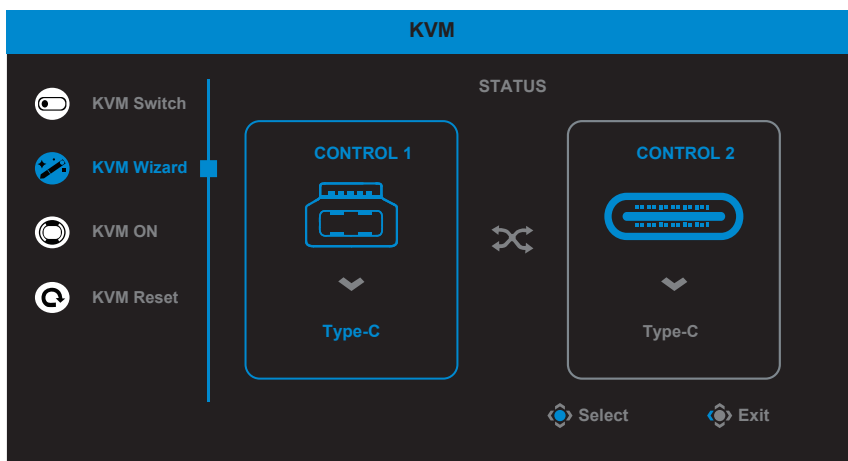 KVM
STATUS
KVM Switch
KVM Wizard
KVM ON
KVM Reset
CONTROL 1
Type-C
CONTROL 2
Type-C
Select
Exit